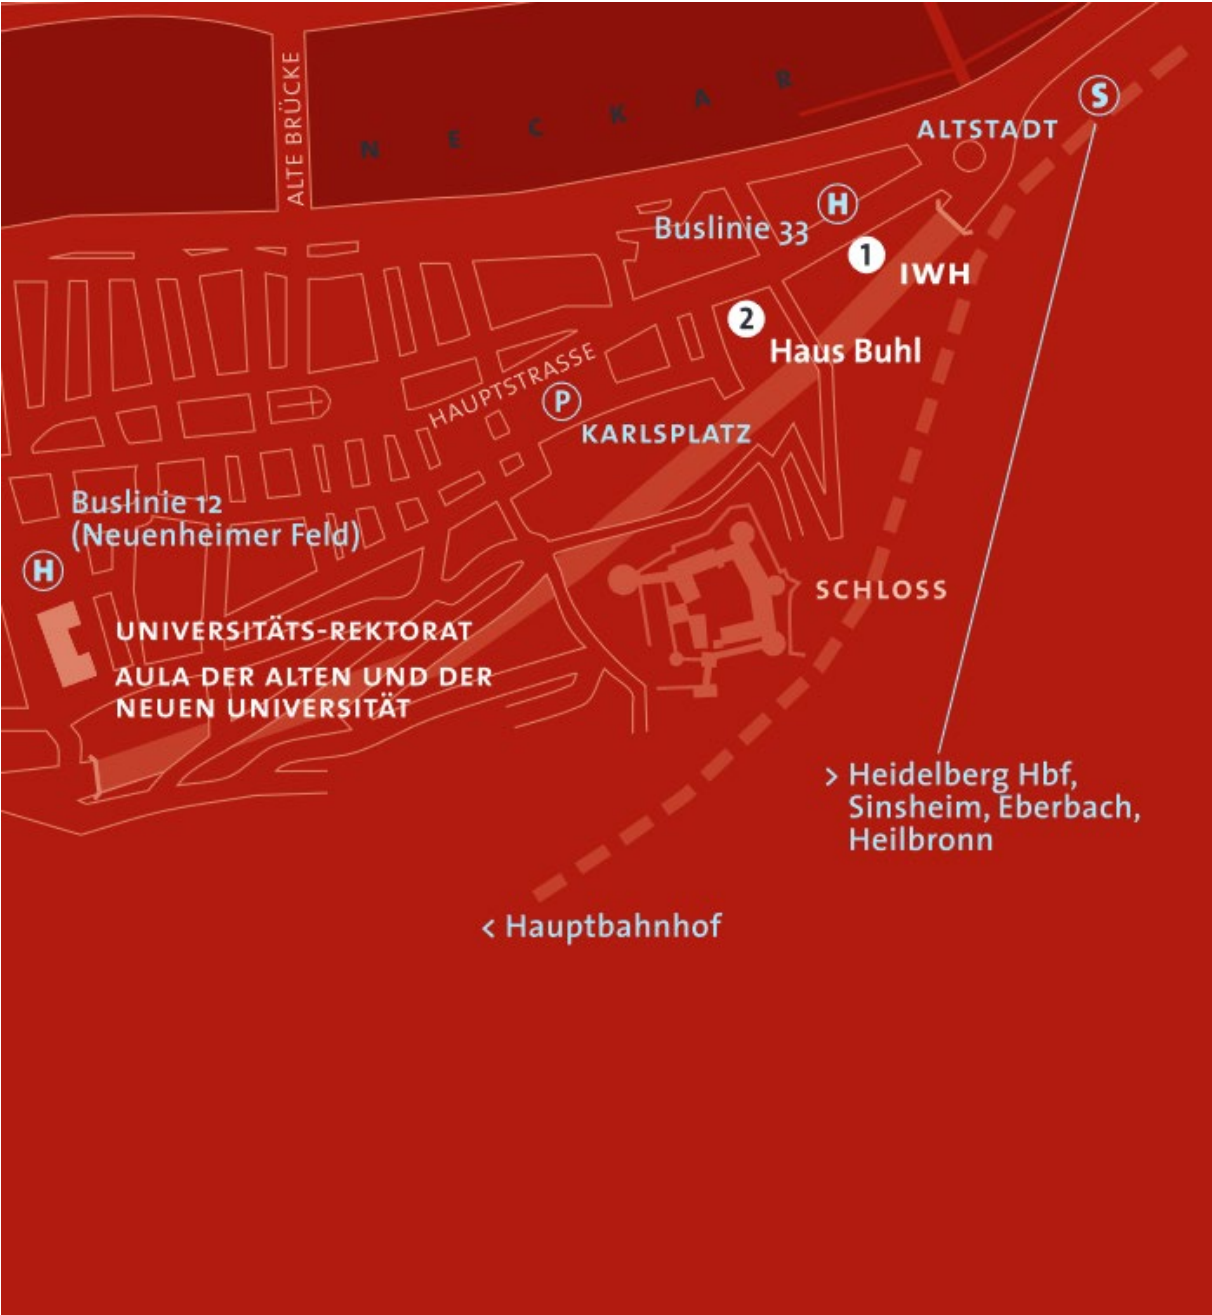 ALTE BRÜCKE
N E C K A R
S
ALTSTADT
H
Buslinie 33
1
IWH
2
Haus Buhl
HAUPTSTRASSE
P
KARLSPLATZ
Buslinie 12
(Neuenheimer Feld)
H
SCHLOSS
UNIVERSITÄTS-REKTORAT
AULA DER ALTEN UND DER
NEUEN UNIVERSITÄT
> Heidelberg Hbf,
Sinsheim, Eberbach,
Heilbronn
< Hauptbahnhof